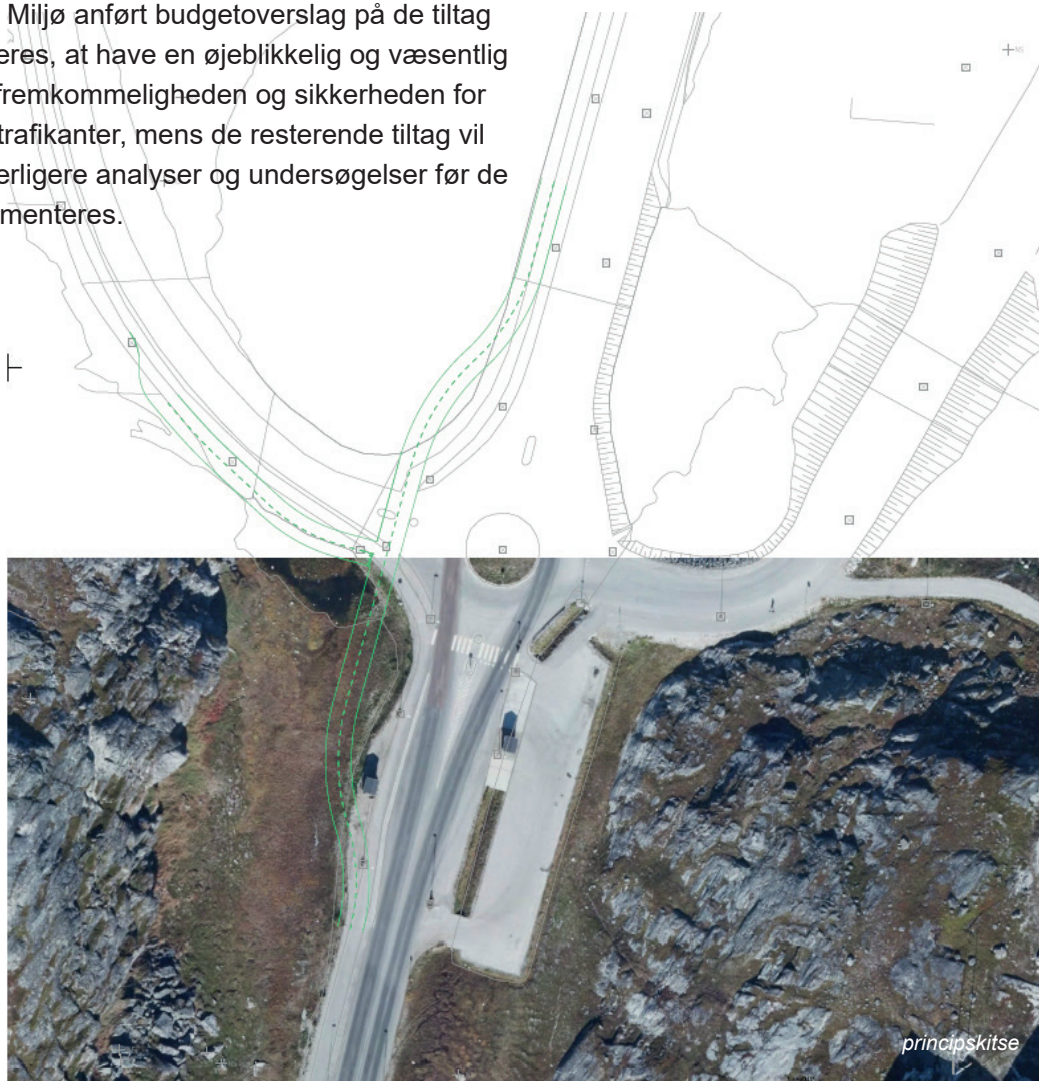 Miljø anført budgetoverslag på de tiltag
eres, at have en øjeblikkelig og væsentlig
fremkommeligheden og sikkerheden for
trafikanter, mens de resterende tiltag vil
erligere analyser og undersøgelser før de
menteres.
principskitse